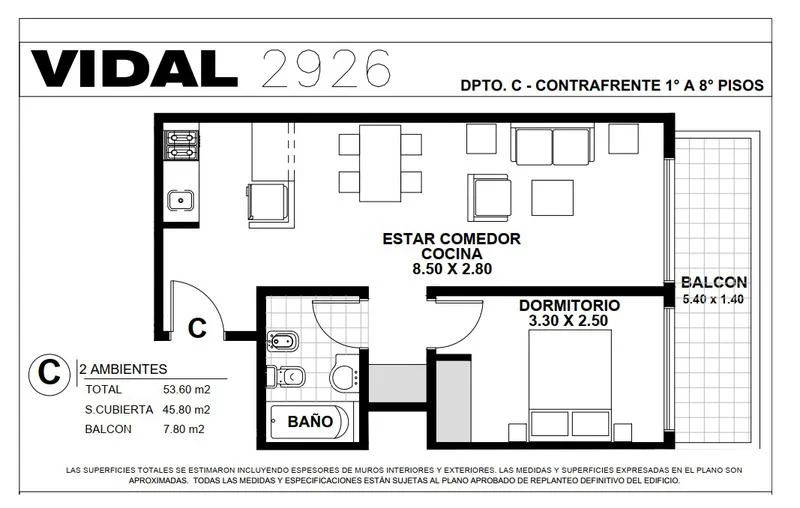 VIDAL 2926
DPTO. C - CONTRAFRENTE 1° A 8° PISOS
ESTAR COMEDOR
COCINA
8.50 X 2.80
BALCON
5.40 x 1.40
DORMITORIO
3.30 X 2.50
C
BAÑO
C
2 AMBIENTES
TOTAL 53.60 m2
S.CUBIERTA 45.80 m2
BALCON 7.80 m2
LAS SUPERFICIES TOTALES SE ESTIMARON INCLUYENDO ESPESORES DE MUROS INTERIORES Y EXTERIORES. LAS MEDIDAS Y SUPERFICIES EXPRESADAS EN EL PLANO SON
APROXIMADAS. TODAS LAS MEDIDAS Y ESPECIFICACIONES ESTÁN SUJETAS AL PLANO APROBADO DE REPLANTEO DEFINITIVO DEL EDIFICIO.